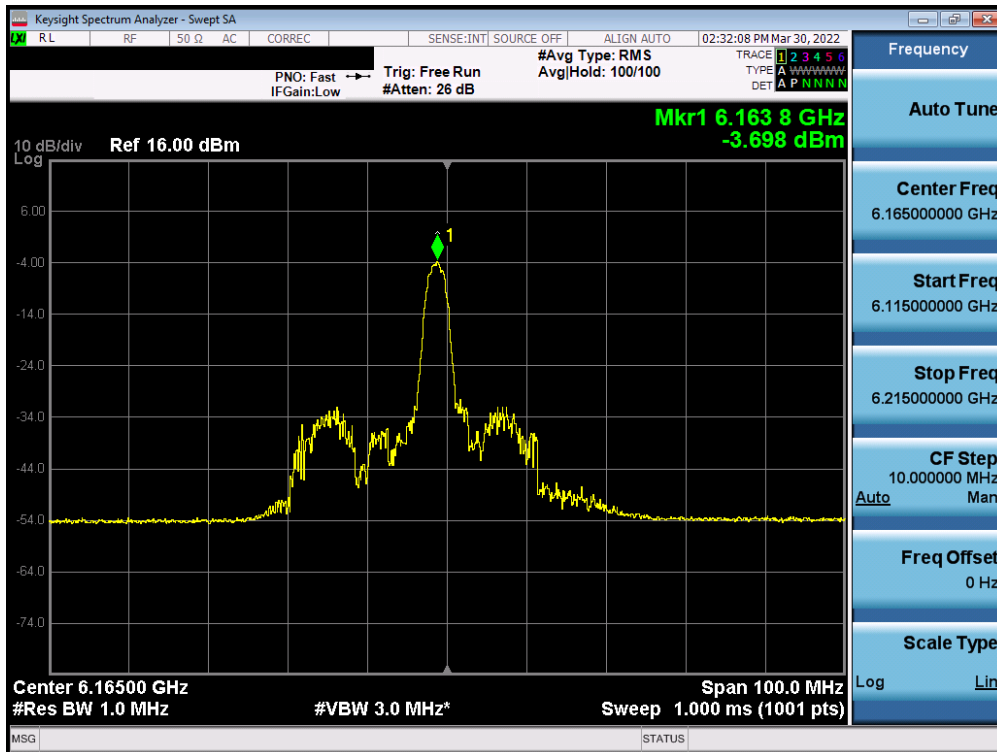 Keysight Spectrum Analyzer - Swept SA
LXI RL RF 50 Ω AC CORREC SENSE:INT SOURCE OFF ALIGN AUTO 02:32:08 PM Mar 30, 2022
PNO: Fast
IFGain:Low
Trig: Free Run
#Atten: 26 dB
#Avg Type: RMS
Avg|Hold: 100/100
TRACE 1 2 3 4 5 6
TYPE A WWWWWW
DET A P N N N N
Mkr1 6.163 8 GHz
-3.698 dBm
10 dB/div Ref 16.00 dBm
Log
6.00
-4.00
-14.0
-24.0
-34.0
-44.0
-54.0
-64.0
-74.0
1
Center 6.16500 GHz Span 100.0 MHz
#Res BW 1.0 MHz #VBW 3.0 MHz* Sweep 1.000 ms (1001 pts)
MSG STATUS
Frequency
Auto Tune
Center Freq
6.165000000 GHz
Start Freq
6.115000000 GHz
Stop Freq
6.215000000 GHz
CF Step
10.000000 MHz
Auto Man
Freq Offset
0 Hz
Scale Type
Log Lin